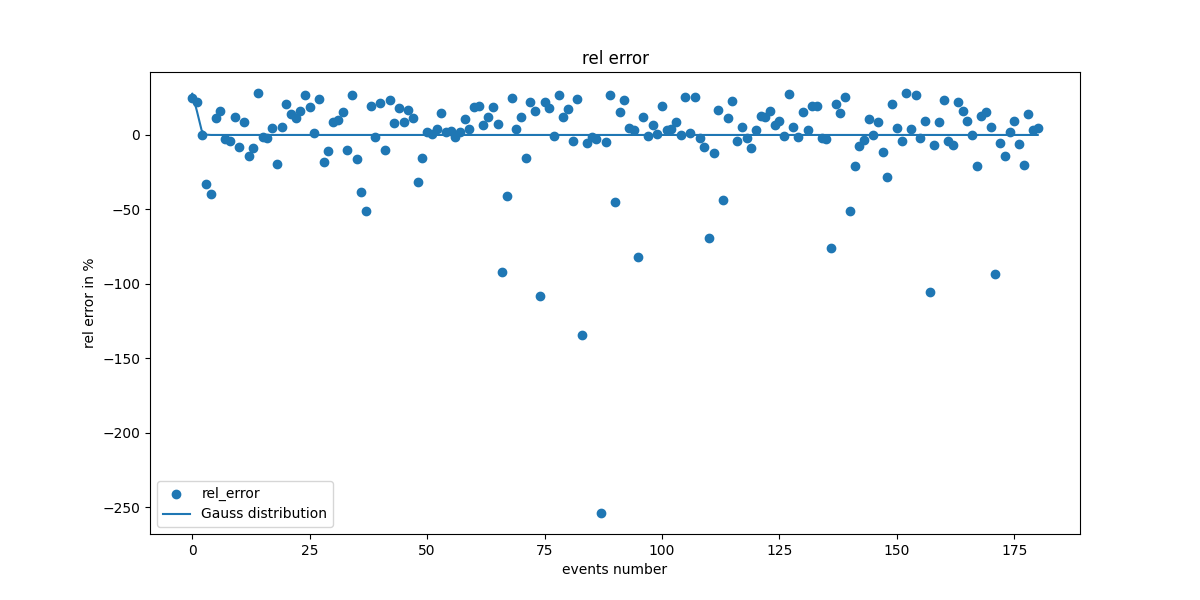 rel error
rel error in %
0
−50
−100
−150
−200
−250
rel_error
Gauss distribution
0 25 50 75 100 125 150 175
events number